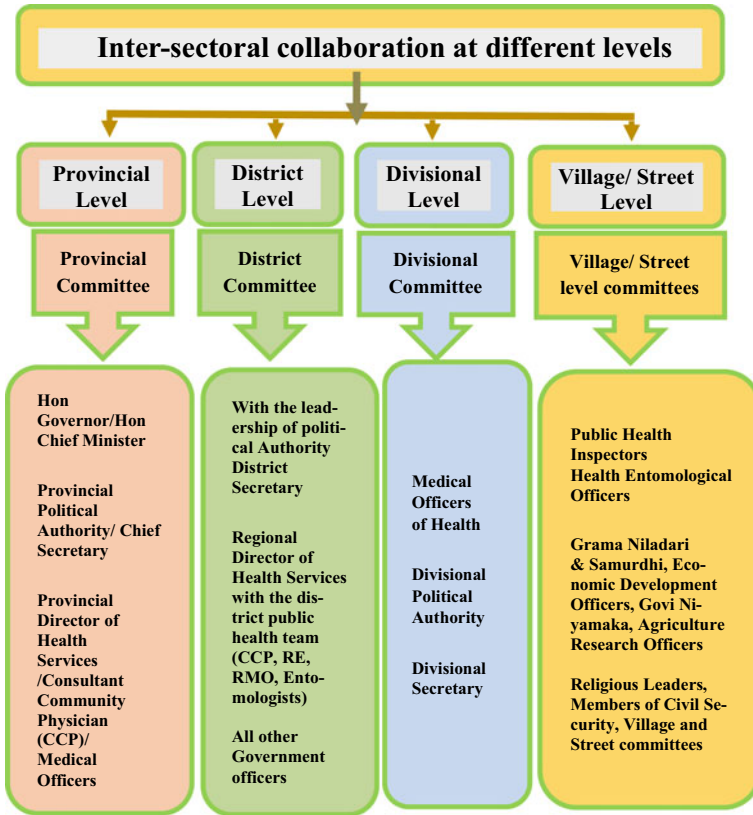 Inter-sectoral collaboration at different levels
Provincial
Level
District
Level
Divisional
Level
Village/ Street
Level
Provincial
Committee
District
Committee
Divisional
Committee
Village/ Street
level committees
Hon
Governor/Hon
Chief Minister
Provincial
Political
Authority/ Chief
Secretary
Provincial
Director of
Health
Services
/Consultant
Community
Physician
(CCP)/
Medical
Officers
With the lead-
ership of politi-
cal Authority
District
Secretary
Regional
Director of
Health Services
with the dis-
trict public
health team
(CCP, RE,
RMO, Ento-
mologists)
All other
Government
officers
Medical
Officers
of Health
Divisional
Political
Authority
Divisional
Secretary
Public Health
Inspectors
Health Entomological
Officers
Grama Niladari
& Samurdhi, Eco-
nomic Development
Officers, Govi Ni-
yamaka, Agriculture
Research Officers
Religious Leaders,
Members of Civil Se-
curity, Village and
Street committees